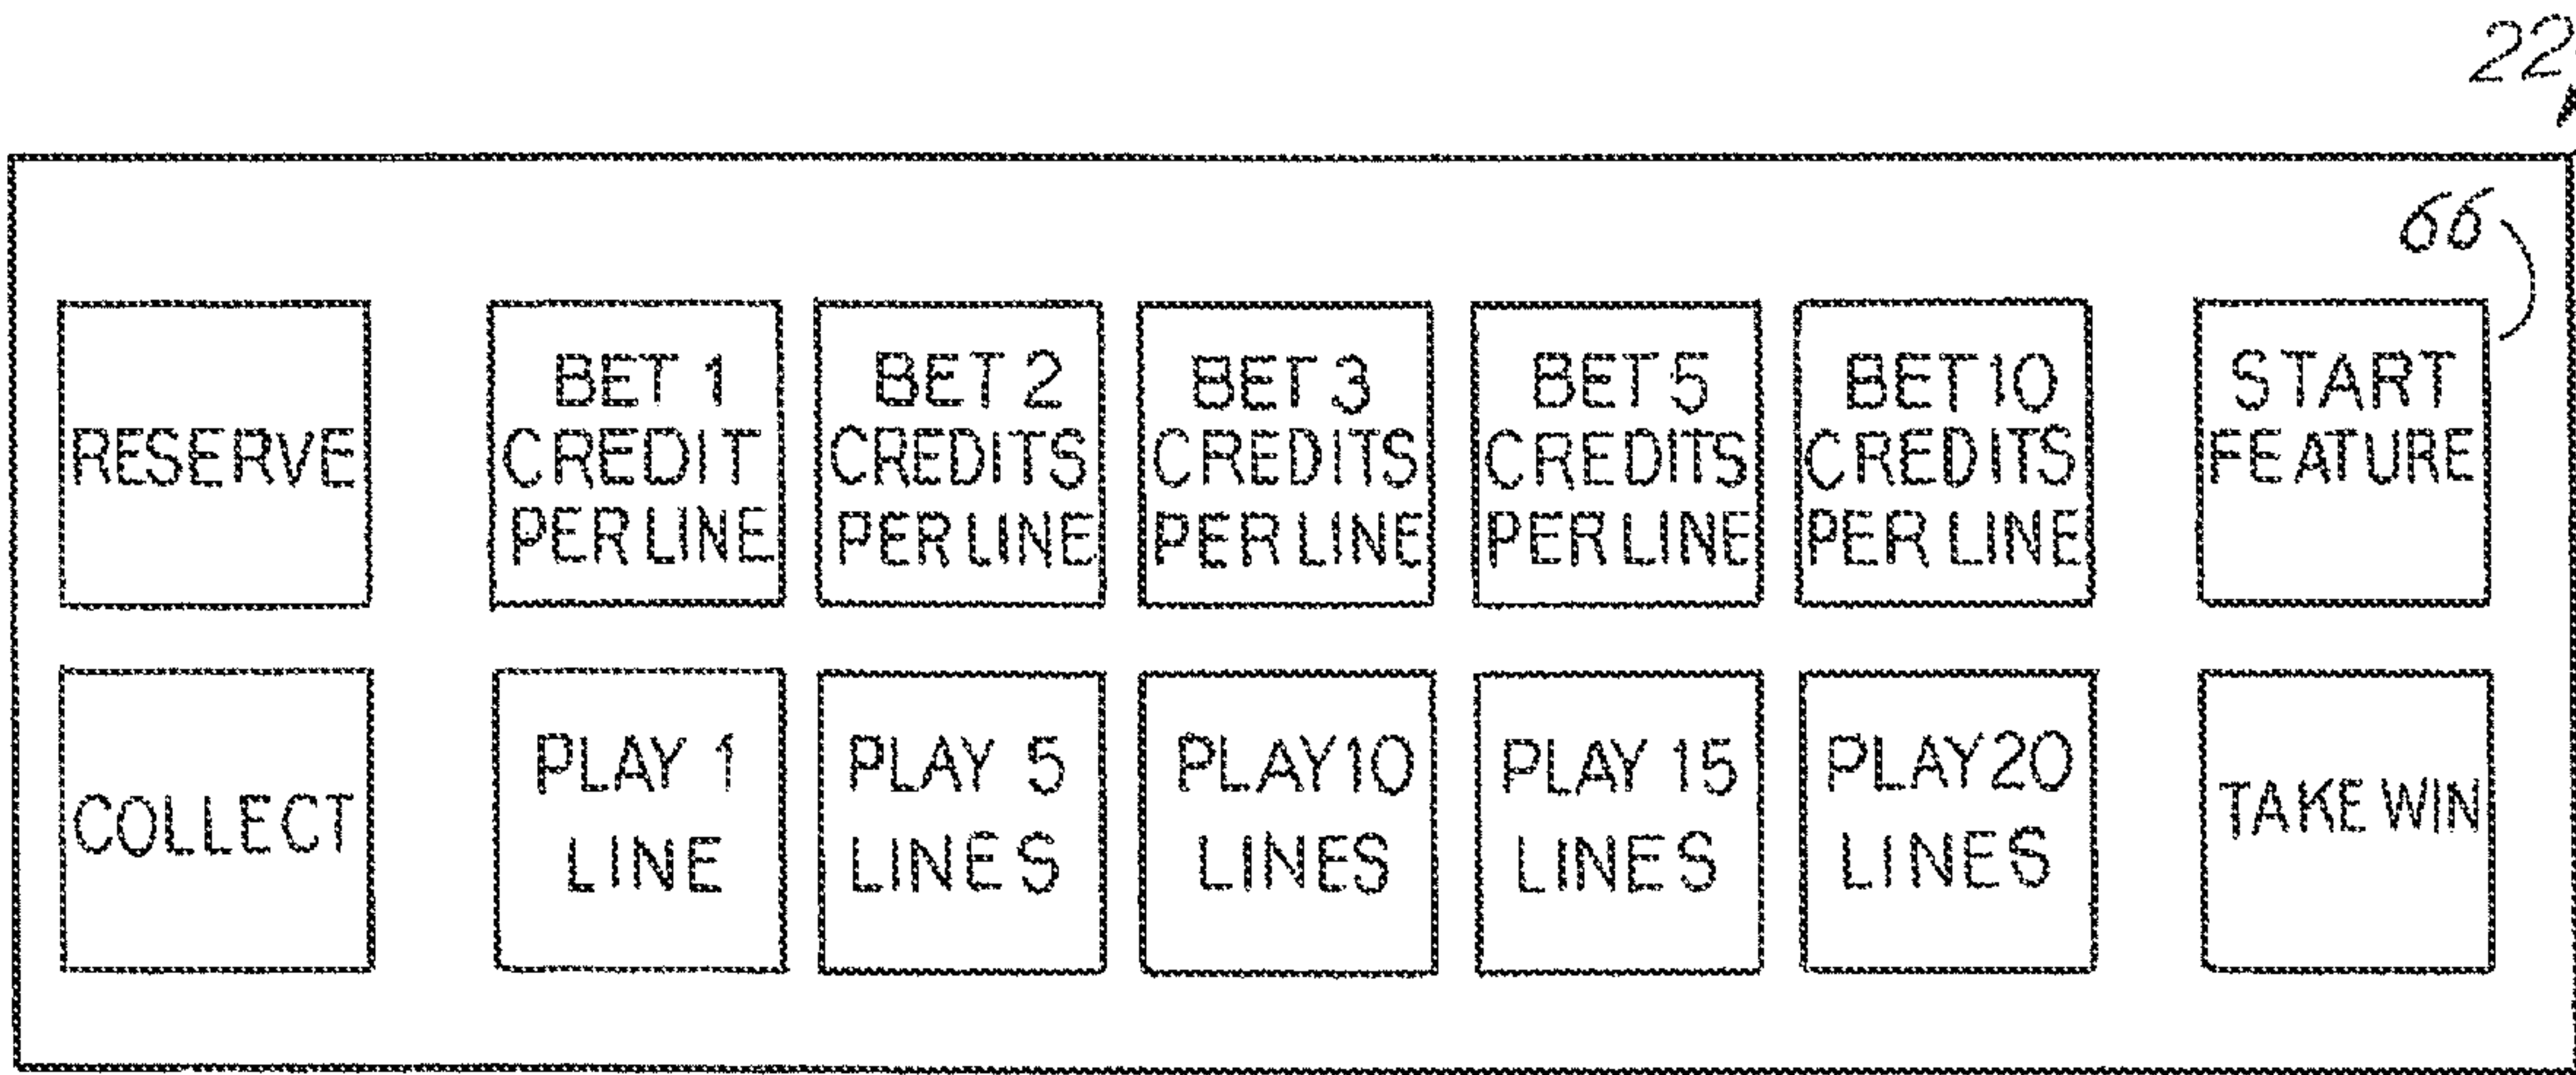 22
66
RESERVE
BET 1
CREDIT
PER LINE
BET 2
CREDITS
PER LINE
BET 3
CREDITS
PER LINE
BET 5
CREDITS
PER LINE
BET 10
CREDITS
PER LINE
START
FEATURE
COLLECT
PLAY 1
LINE
PLAY 5
LINES
PLAY 10
LINES
PLAY 15
LINES
PLAY 20
LINES
TAKE WIN